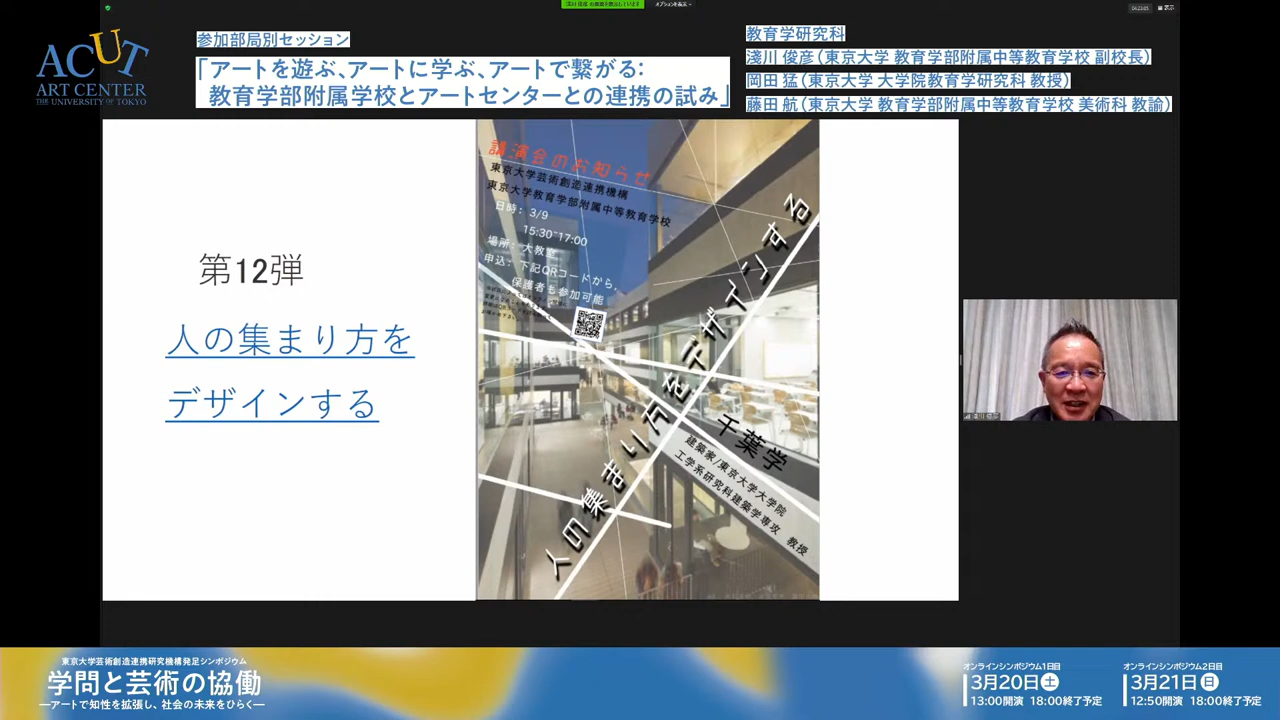 ACUT
ART CENTER
THE UNIVERSITY OF TOKYO
参加部局別セッション
「アートを遊ぶ、アートに学ぶ、アートで繋がる:
教育学部附属学校とアートセンターとの連携の試み」
教育学研究科
淺川 俊彦(東京大学 教育学部附属中等教育学校 副校長)
岡田 猛(東京大学 大学院教育学研究科 教授)
藤田 航(東京大学 教育学部附属中等教育学校 美術科 教諭)
第12弾
人の集まり方を
デザインする
講演会のお知らせ
東京大学芸術創造連携機構
東京大学教育学部附属中等教育学校
日時: 3/9
15:30~17:00
場所: 大教室
申込: 下記QRコードから、
保護者も参加可能
人の集まり方をデザインする
千葉学
建築家/東京大学大学院
工学系研究科建築学専攻 教授
東京大学芸術創造連携研究機構発足シンポジウム
学問と芸術の協働
―アートで知性を拡張し、社会の未来をひらく―
オンラインシンポジウム1日目
3月20日土
13:00開演 18:00終了予定
オンラインシンポジウム2日目
3月21日日
12:50開演 18:00終了予定